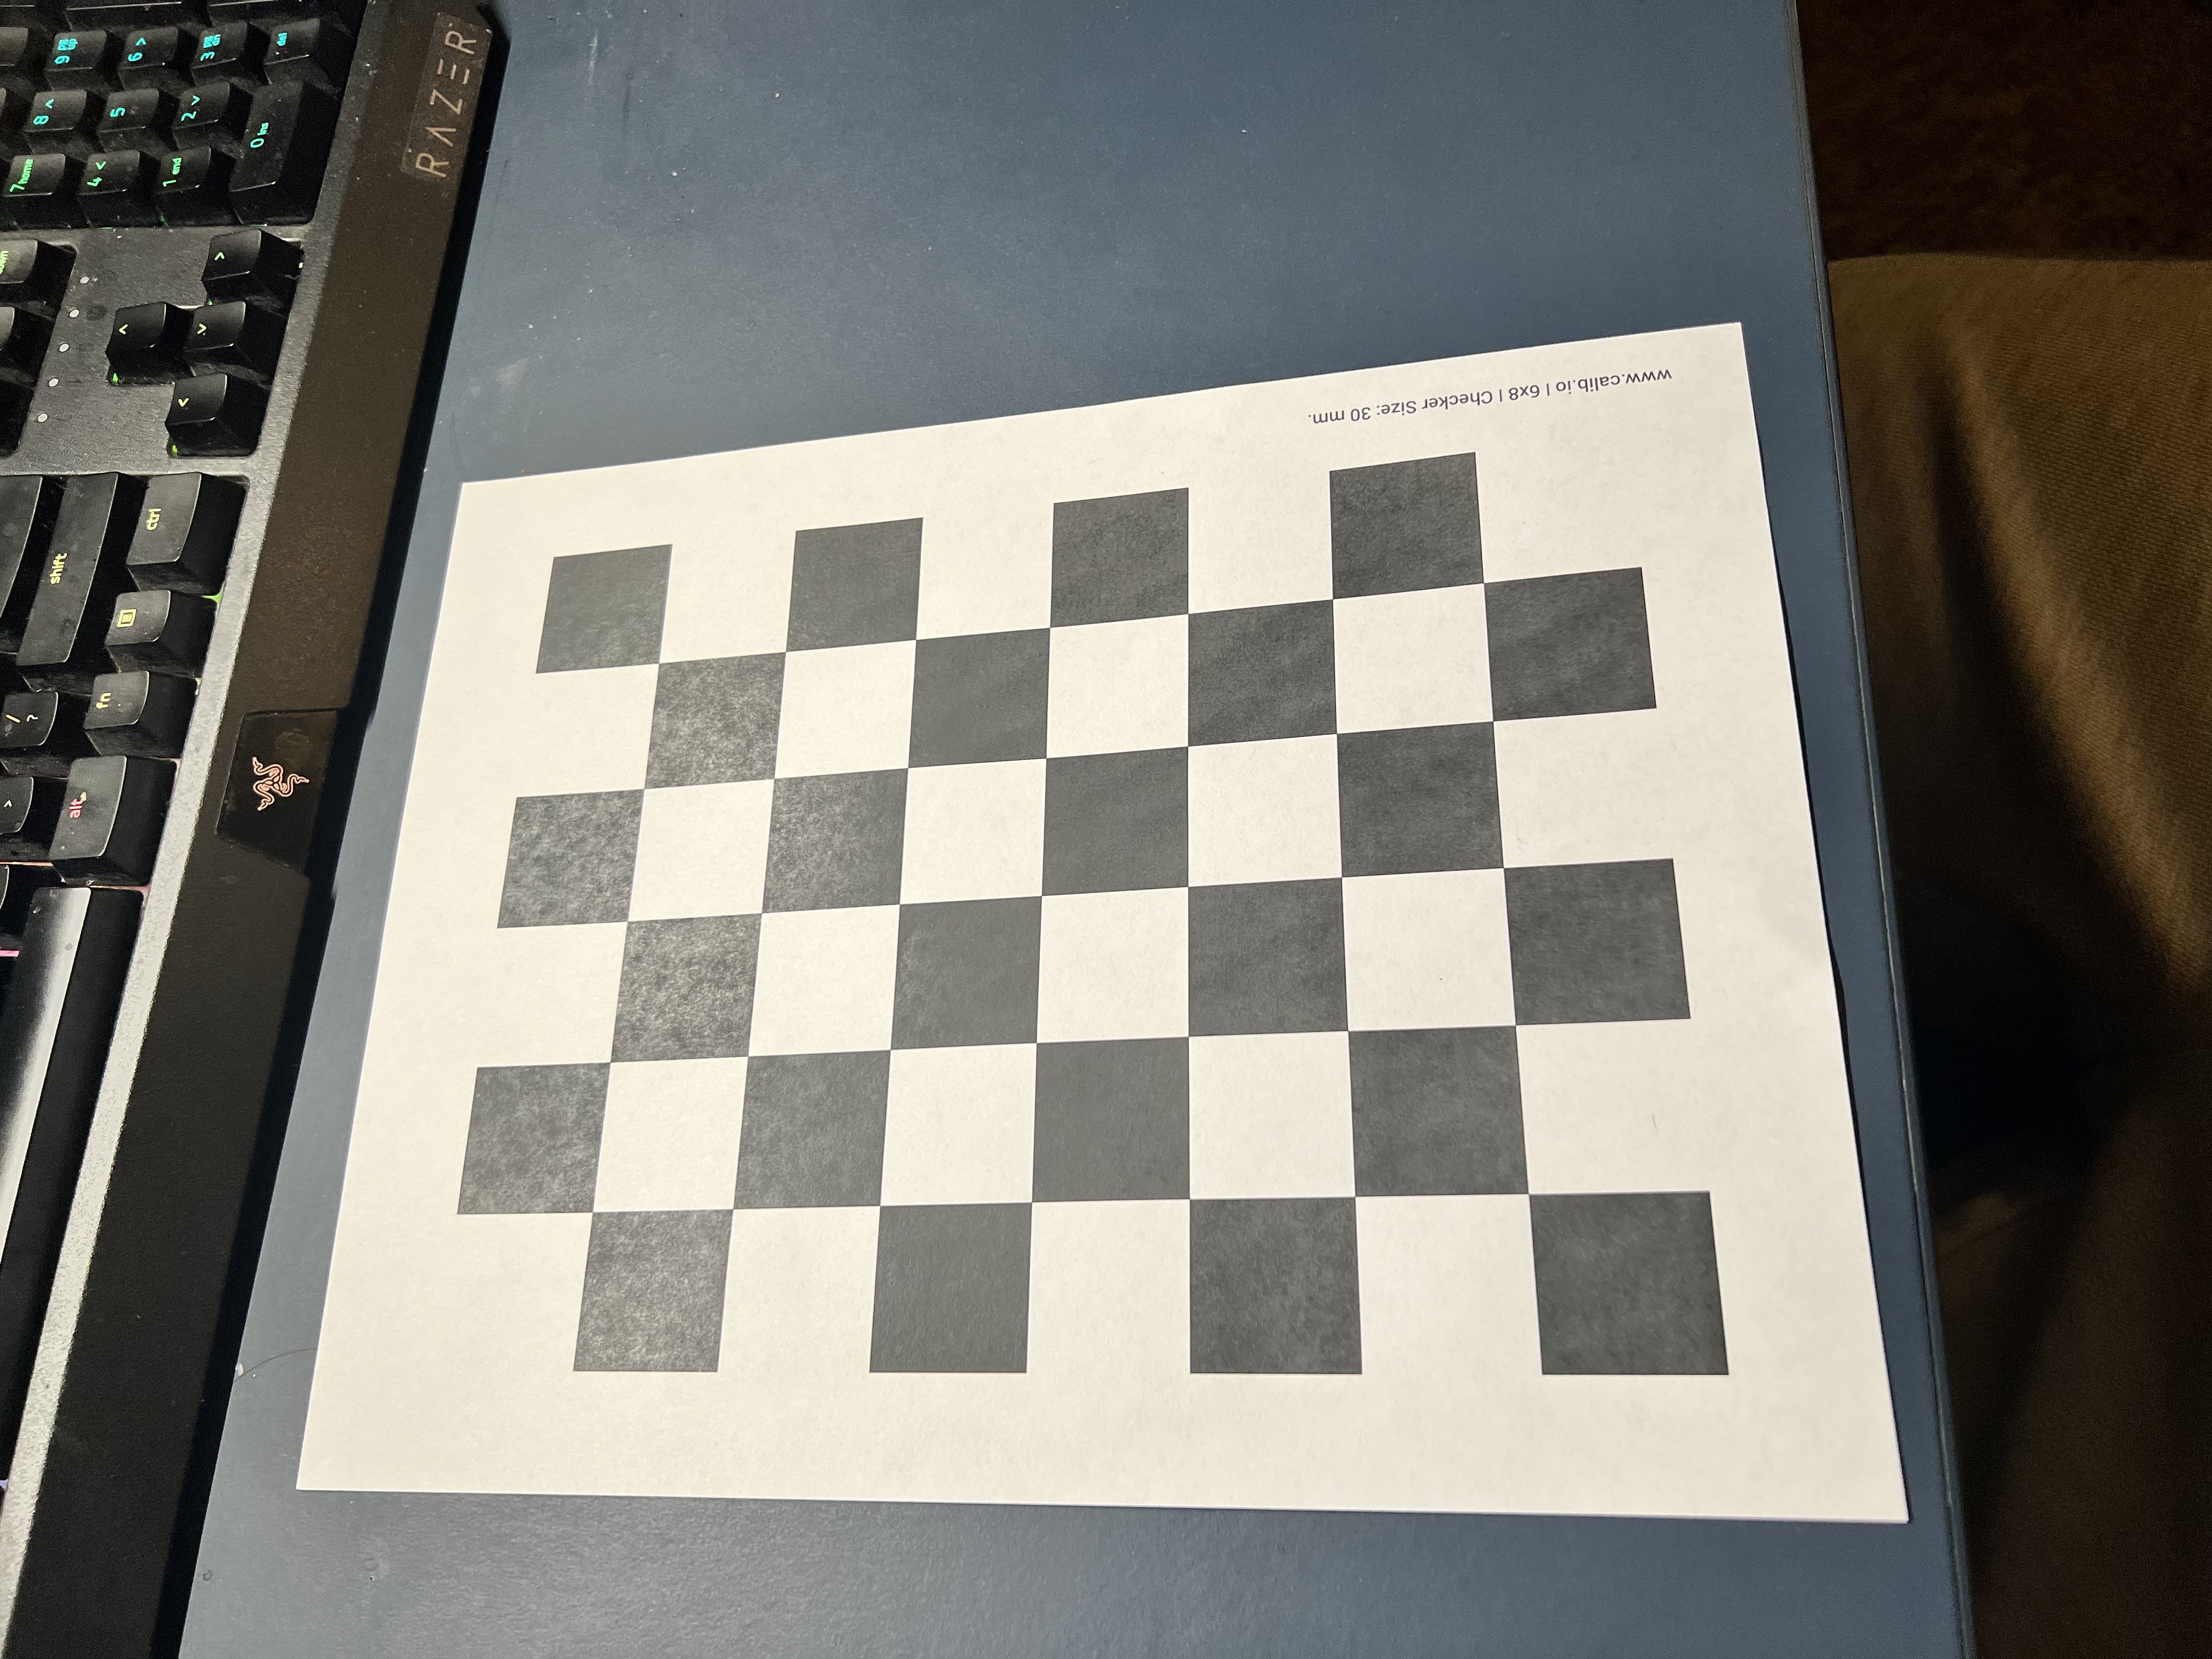 >
/
?
alt
fn
shift
ctrl
^
<
v
>
7 home
8 ^
9 pg up
4 <
5
6 >
1 end
2 v
3 pg dn
0 ins
. del
RAZER
www.calib.io | 6x8 | Checker Size: 30 mm.